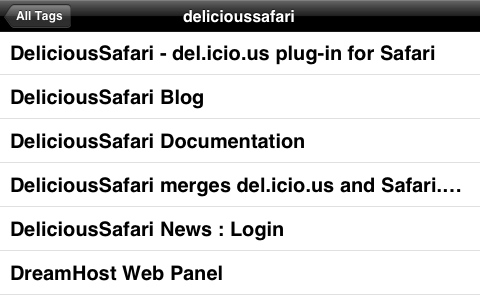 All Tags
delicioussafari
DeliciousSafari - del.icio.us plug-in for Safari
DeliciousSafari Blog
DeliciousSafari Documentation
DeliciousSafari merges del.icio.us and Safari....
DeliciousSafari News : Login
DreamHost Web Panel